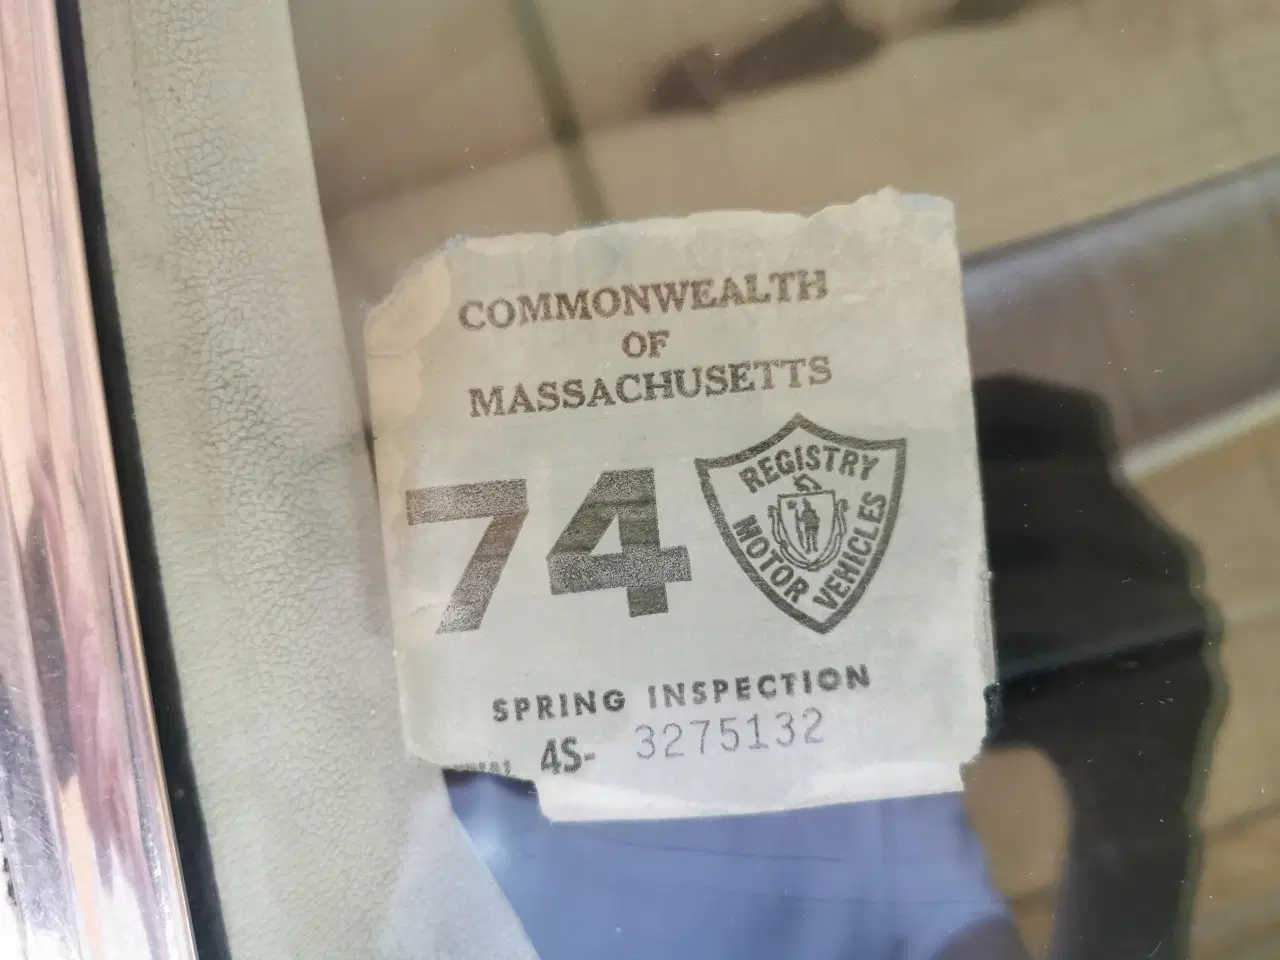 COMMONWEALTH
OF
MASSACHUSETTS
74
REGISTRY
MOTOR VEHICLES
SPRING INSPECTION
4S- 3275132